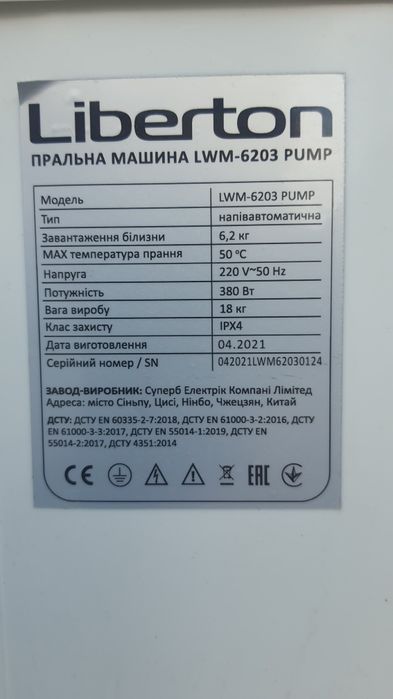 Liberton
ПРАЛЬНА МАШИНА LWM-6203 PUMP
Модель LWM-6203 PUMP
Тип напівавтоматична
Завантаження білизни 6,2 кг
MAX температура прання 50 °C
Напруга 220 V~50 Hz
Потужність 380 Вт
Вага виробу 18 кг
Клас захисту IPX4
Дата виготовлення 04.2021
Серійний номер / SN 042021LWM62030124
ЗАВОД-ВИРОБНИК: Суперб Електрік Компані Лімітед
Адреса: місто Сіньпу, Цисі, Нінбо, Чжецзян, Китай
ДСТУ: ДСТУ EN 60335-2-7:2018, ДСТУ EN 61000-3-2:2016, ДСТУ
EN 61000-3-3:2017, ДСТУ EN 55014-1:2019, ДСТУ EN
55014-2:2017, ДСТУ 4351:2014
CE EAC